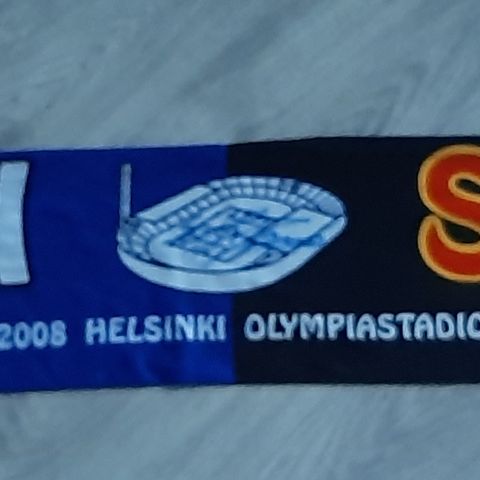 I S
2008 HELSINKI OLYMPIASTADIO